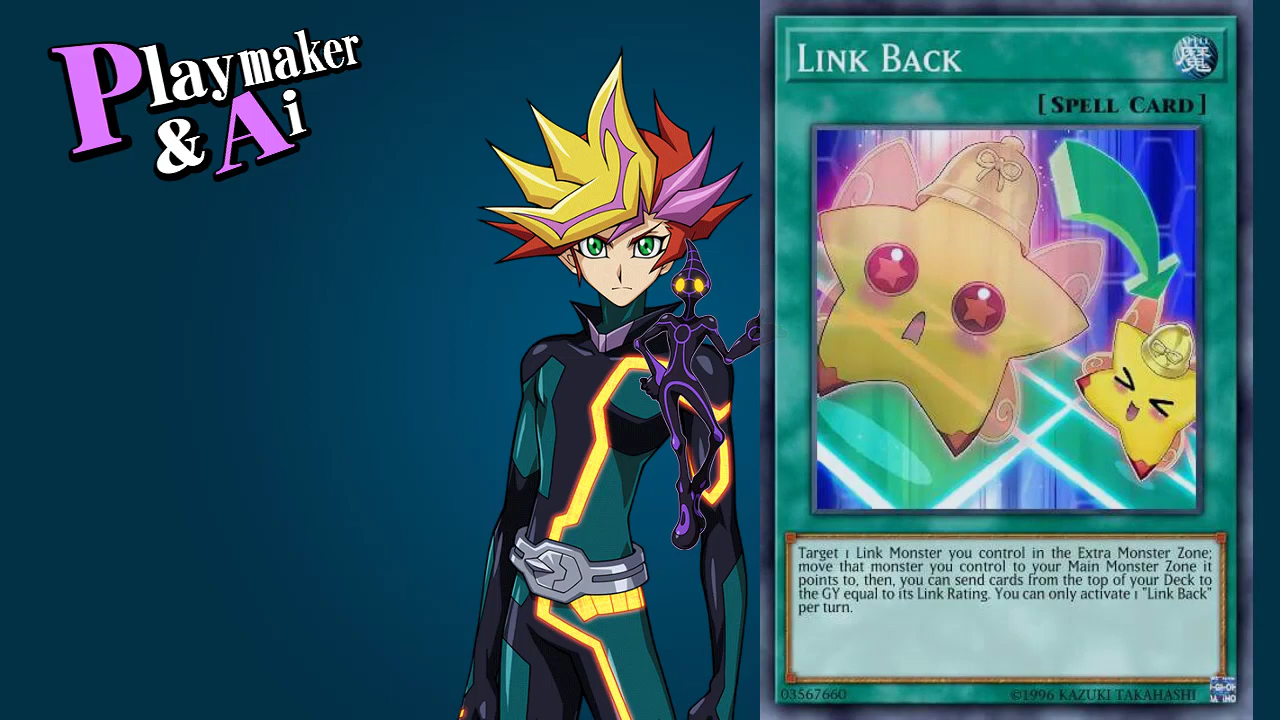 Playmaker
& Ai
LINK BACK
魔
[SPELL CARD]
Target 1 Link Monster you control in the Extra Monster Zone;
move that monster you control to your Main Monster Zone it
points to, then, you can send cards from the top of your Deck to
the GY equal to its Link Rating. You can only activate 1 "Link Back"
per turn.
03567660
©1996 KAZUKI TAKAHASHI